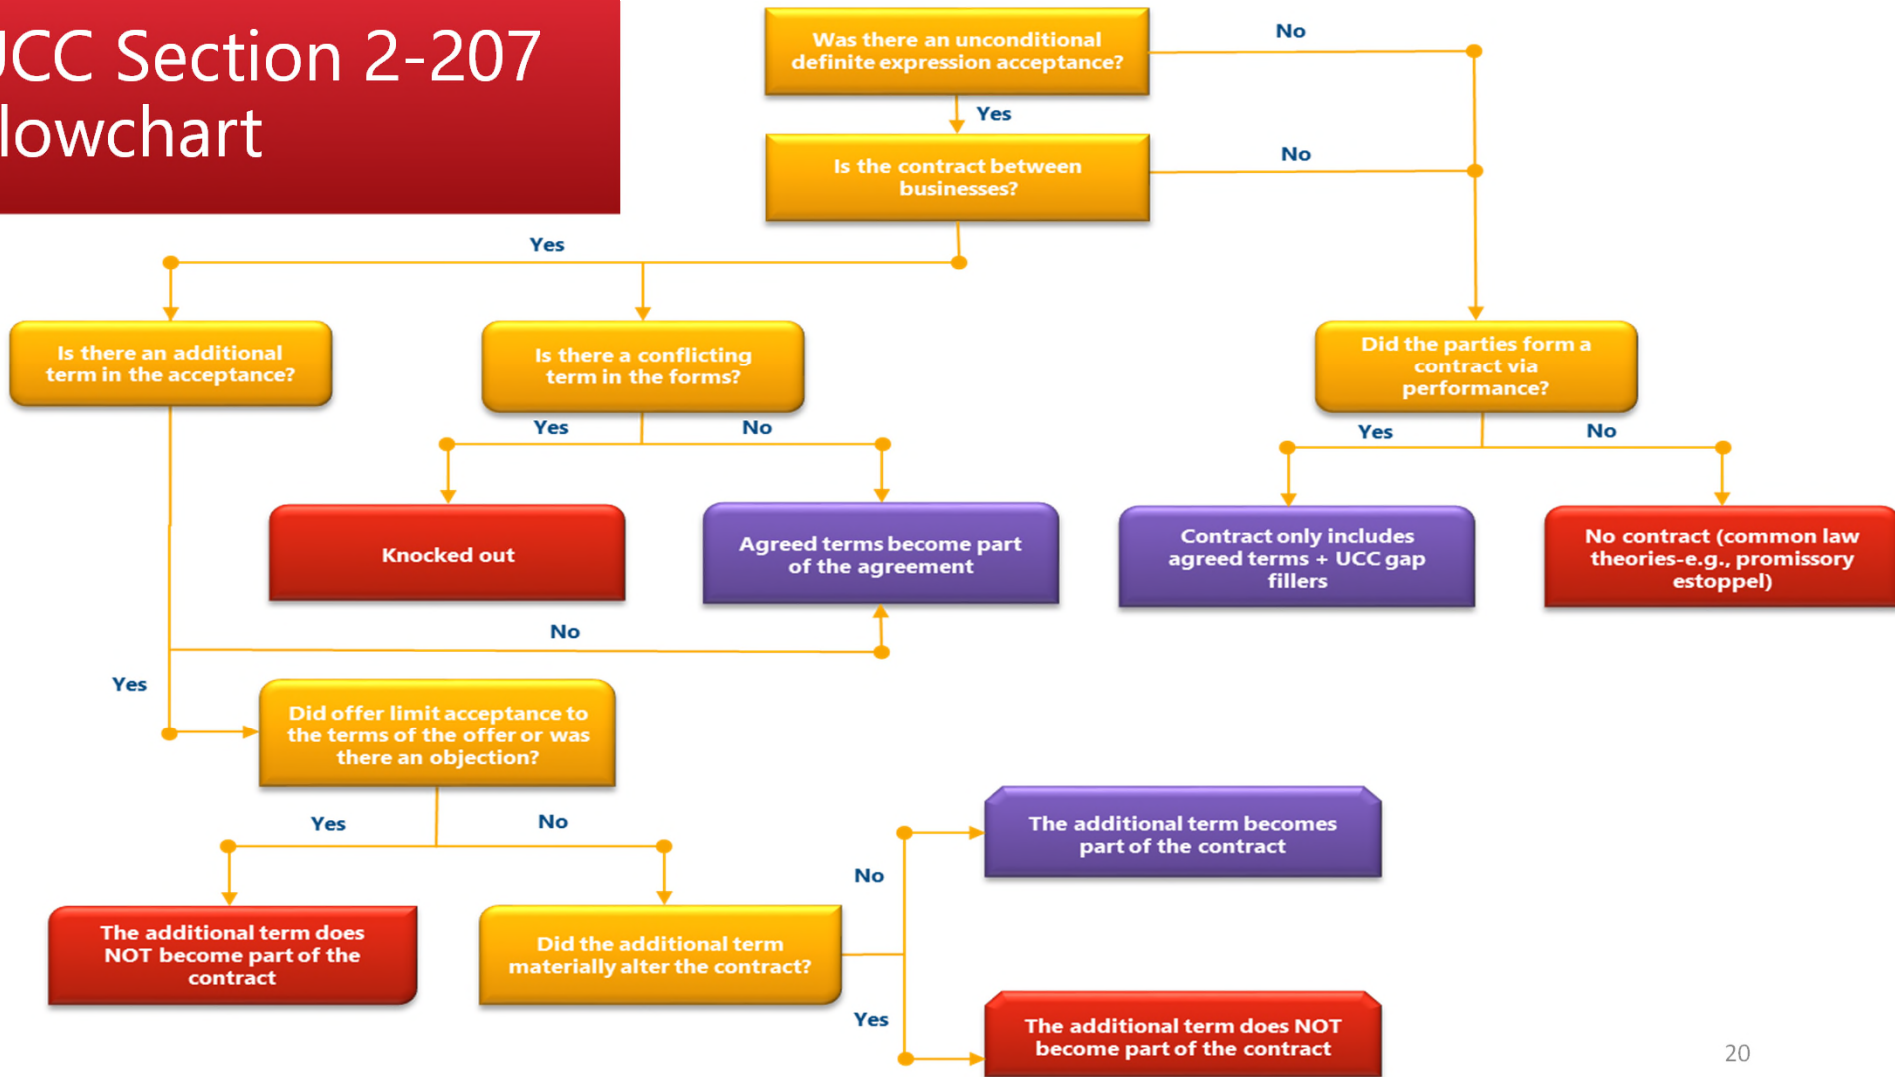 UCC Section 2-207
lowchart
Was there an unconditional
definite expression acceptance?
No
Yes
Is the contract between
businesses?
No
Yes
Is there an additional
term in the acceptance?
Is there a conflicting
term in the forms?
Did the parties form a
contract via
performance?
Yes
No
Yes
No
Knocked out
Agreed terms become part
of the agreement
Contract only includes
agreed terms + UCC gap
fillers
No contract (common law
theories-e.g., promissory
estoppel)
No
Yes
Did offer limit acceptance to
the terms of the offer or was
there an objection?
Yes
No
The additional term does
NOT become part of the
contract
Did the additional term
materially alter the contract?
No
Yes
The additional term becomes
part of the contract
The additional term does NOT
become part of the contract
20